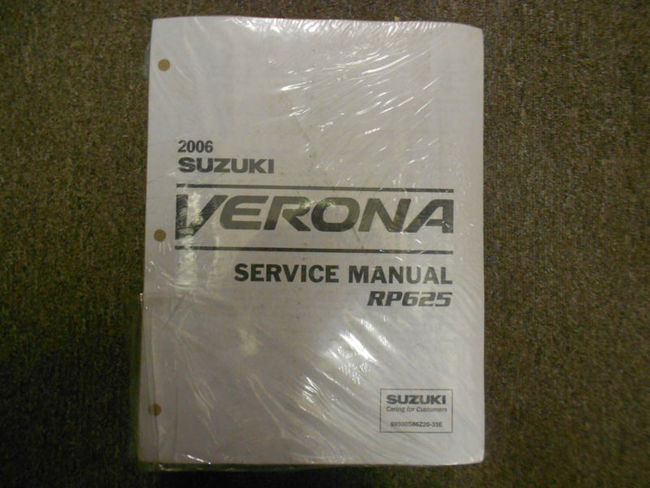 2006
SUZUKI
VERONA
SERVICE MANUAL
RP625
SUZUKI
Caring for Customers